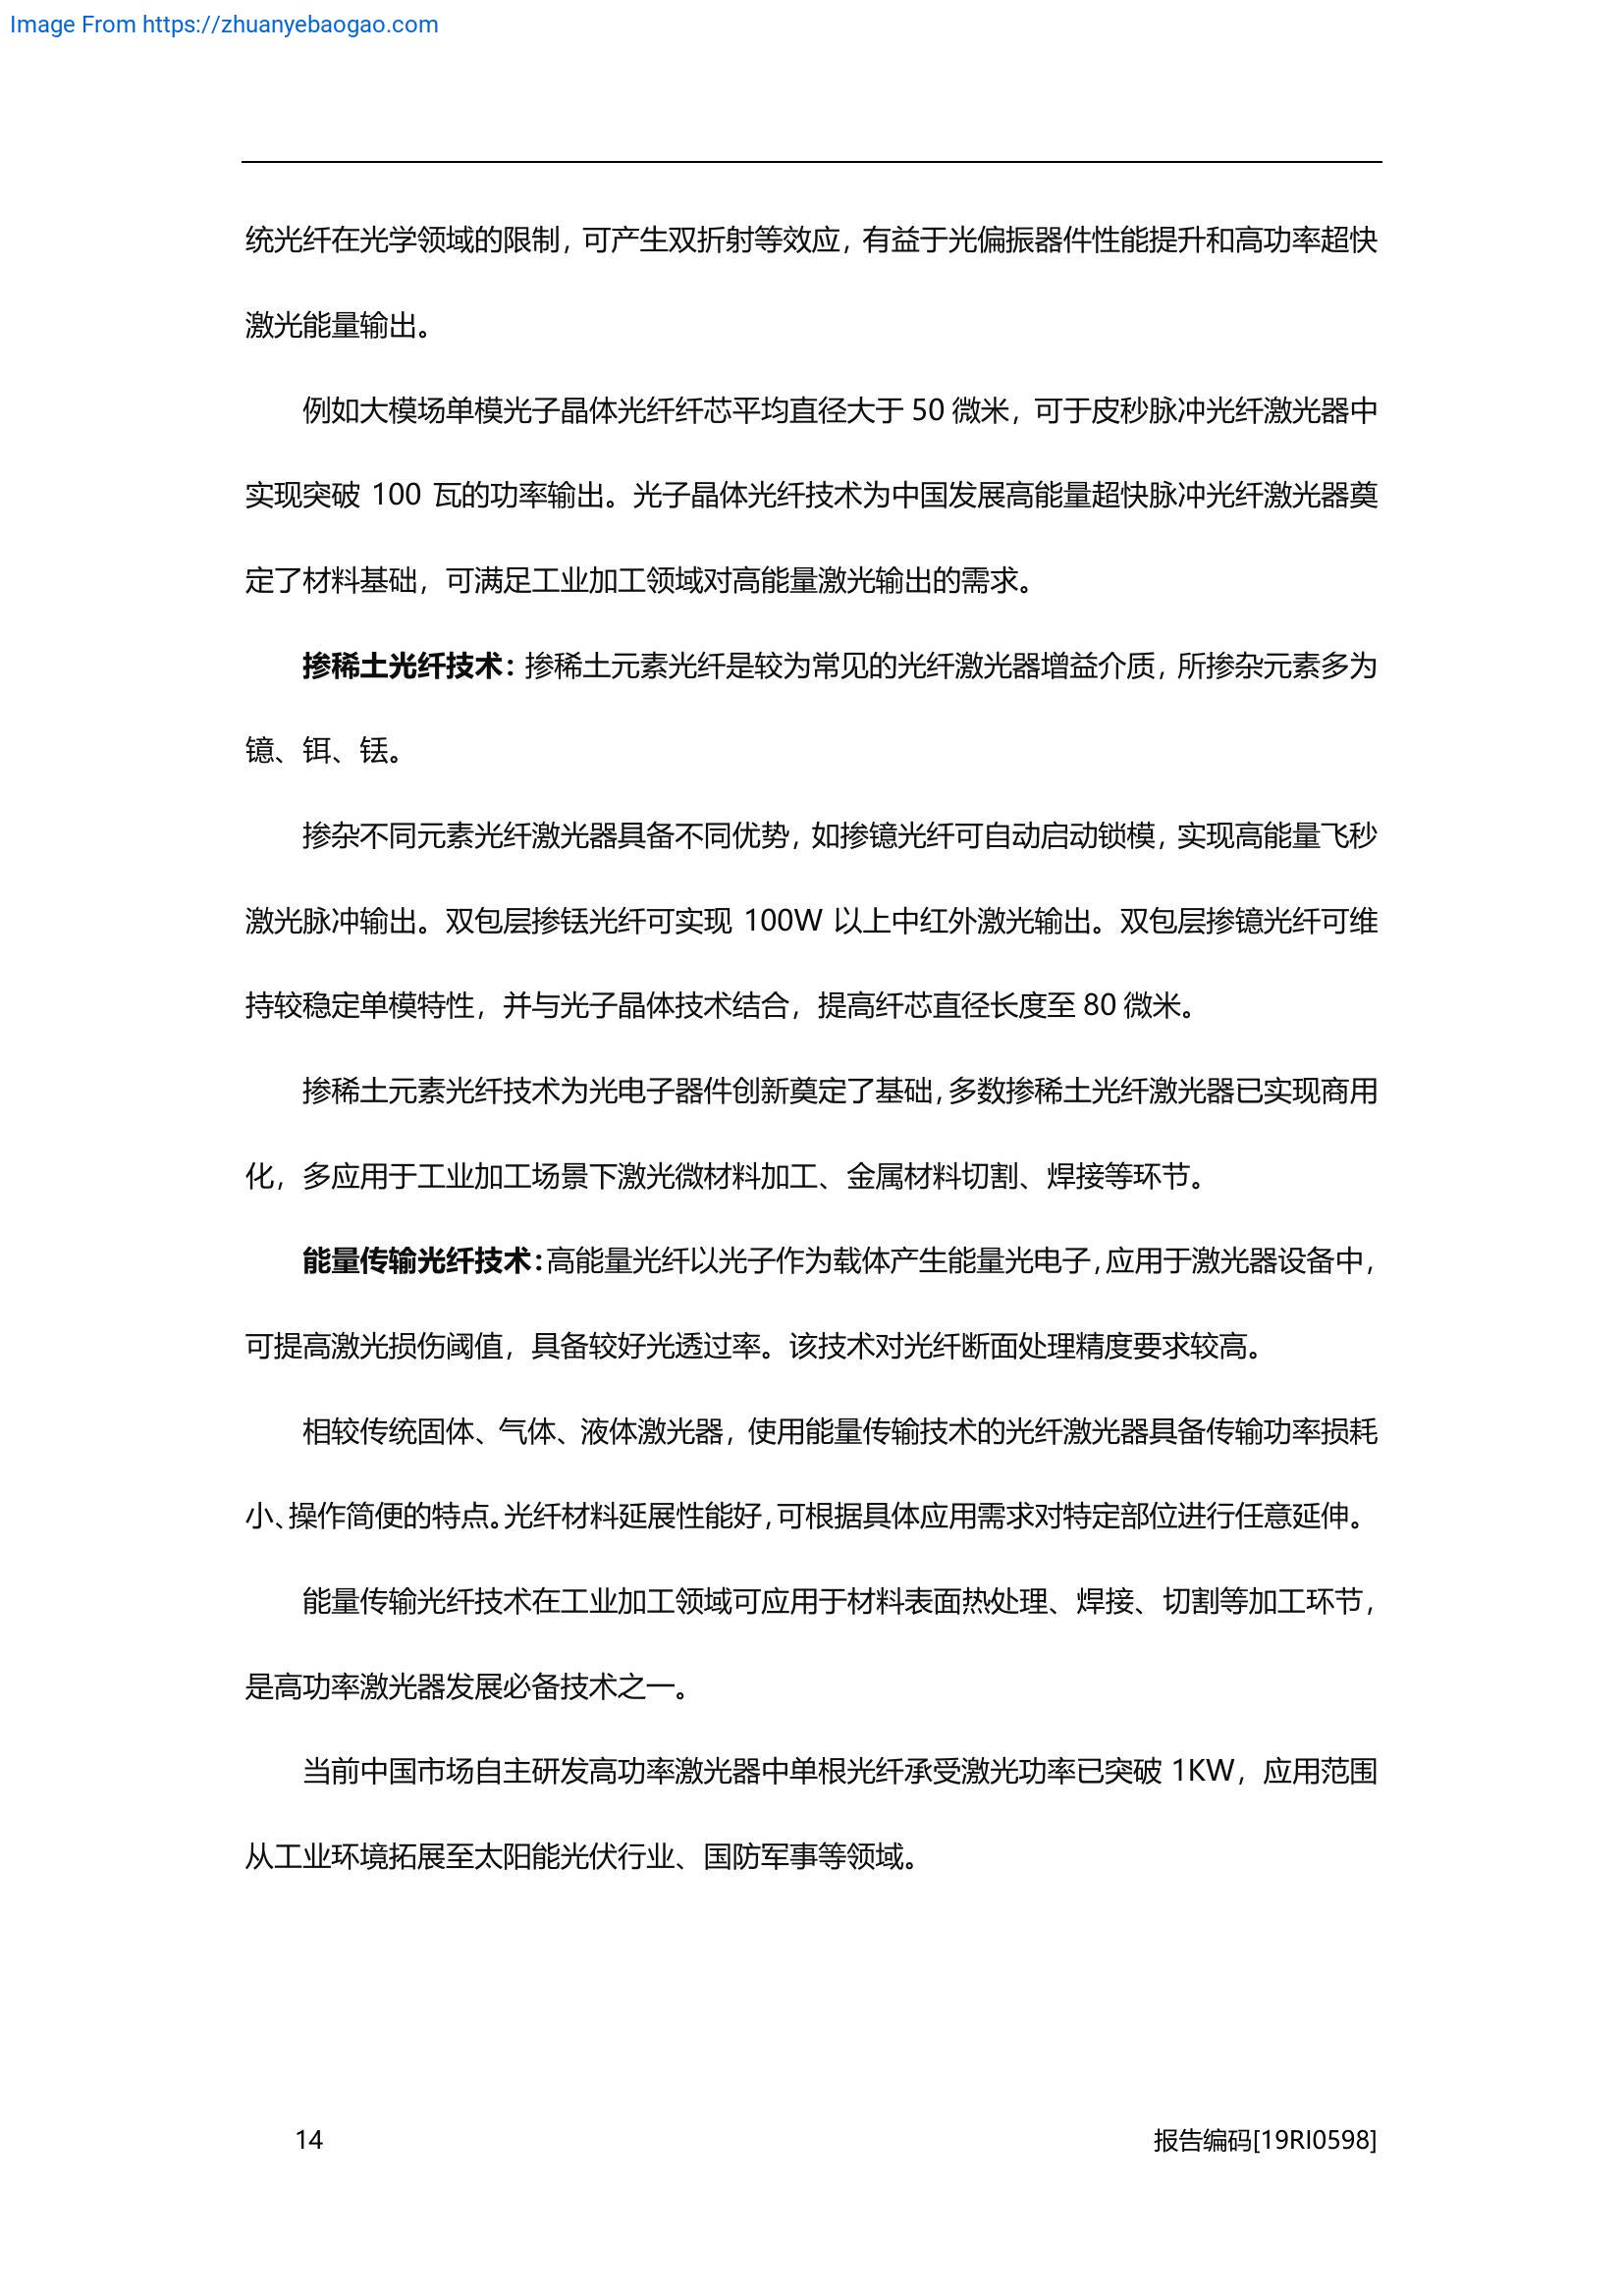 Image From https://zhuanyebaogao.com
统光纤在光学领域的限制，可产生双折射等效应，有益于光偏振器件性能提升和高功率超快
激光能量输出。
例如大模场单模光子晶体光纤纤芯平均直径大于 50 微米，可于皮秒脉冲光纤激光器中
实现突破 100 瓦的功率输出。光子晶体光纤技术为中国发展高能量超快脉冲光纤激光器奠
定了材料基础，可满足工业加工领域对高能量激光输出的需求。
掺稀土光纤技术：掺稀土元素光纤是较为常见的光纤激光器增益介质，所掺杂元素多为
镱、铒、铥。
掺杂不同元素光纤激光器具备不同优势，如掺镱光纤可自动启动锁模，实现高能量飞秒
激光脉冲输出。双包层掺铥光纤可实现 100W 以上中红外激光输出。双包层掺镱光纤可维
持较稳定单模特性，并与光子晶体技术结合，提高纤芯直径长度至 80 微米。
掺稀土元素光纤技术为光电子器件创新奠定了基础，多数掺稀土光纤激光器已实现商用
化，多应用于工业加工场景下激光微材料加工、金属材料切割、焊接等环节。
能量传输光纤技术：高能量光纤以光子作为载体产生能量光电子，应用于激光器设备中，
可提高激光损伤阈值，具备较好光透过率。该技术对光纤断面处理精度要求较高。
相较传统固体、气体、液体激光器，使用能量传输技术的光纤激光器具备传输功率损耗
小、操作简便的特点。光纤材料延展性能好，可根据具体应用需求对特定部位进行任意延伸。
能量传输光纤技术在工业加工领域可应用于材料表面热处理、焊接、切割等加工环节，
是高功率激光器发展必备技术之一。
当前中国市场自主研发高功率激光器中单根光纤承受激光功率已突破 1KW，应用范围
从工业环境拓展至太阳能光伏行业、国防军事等领域。
14 报告编码[19RI0598]